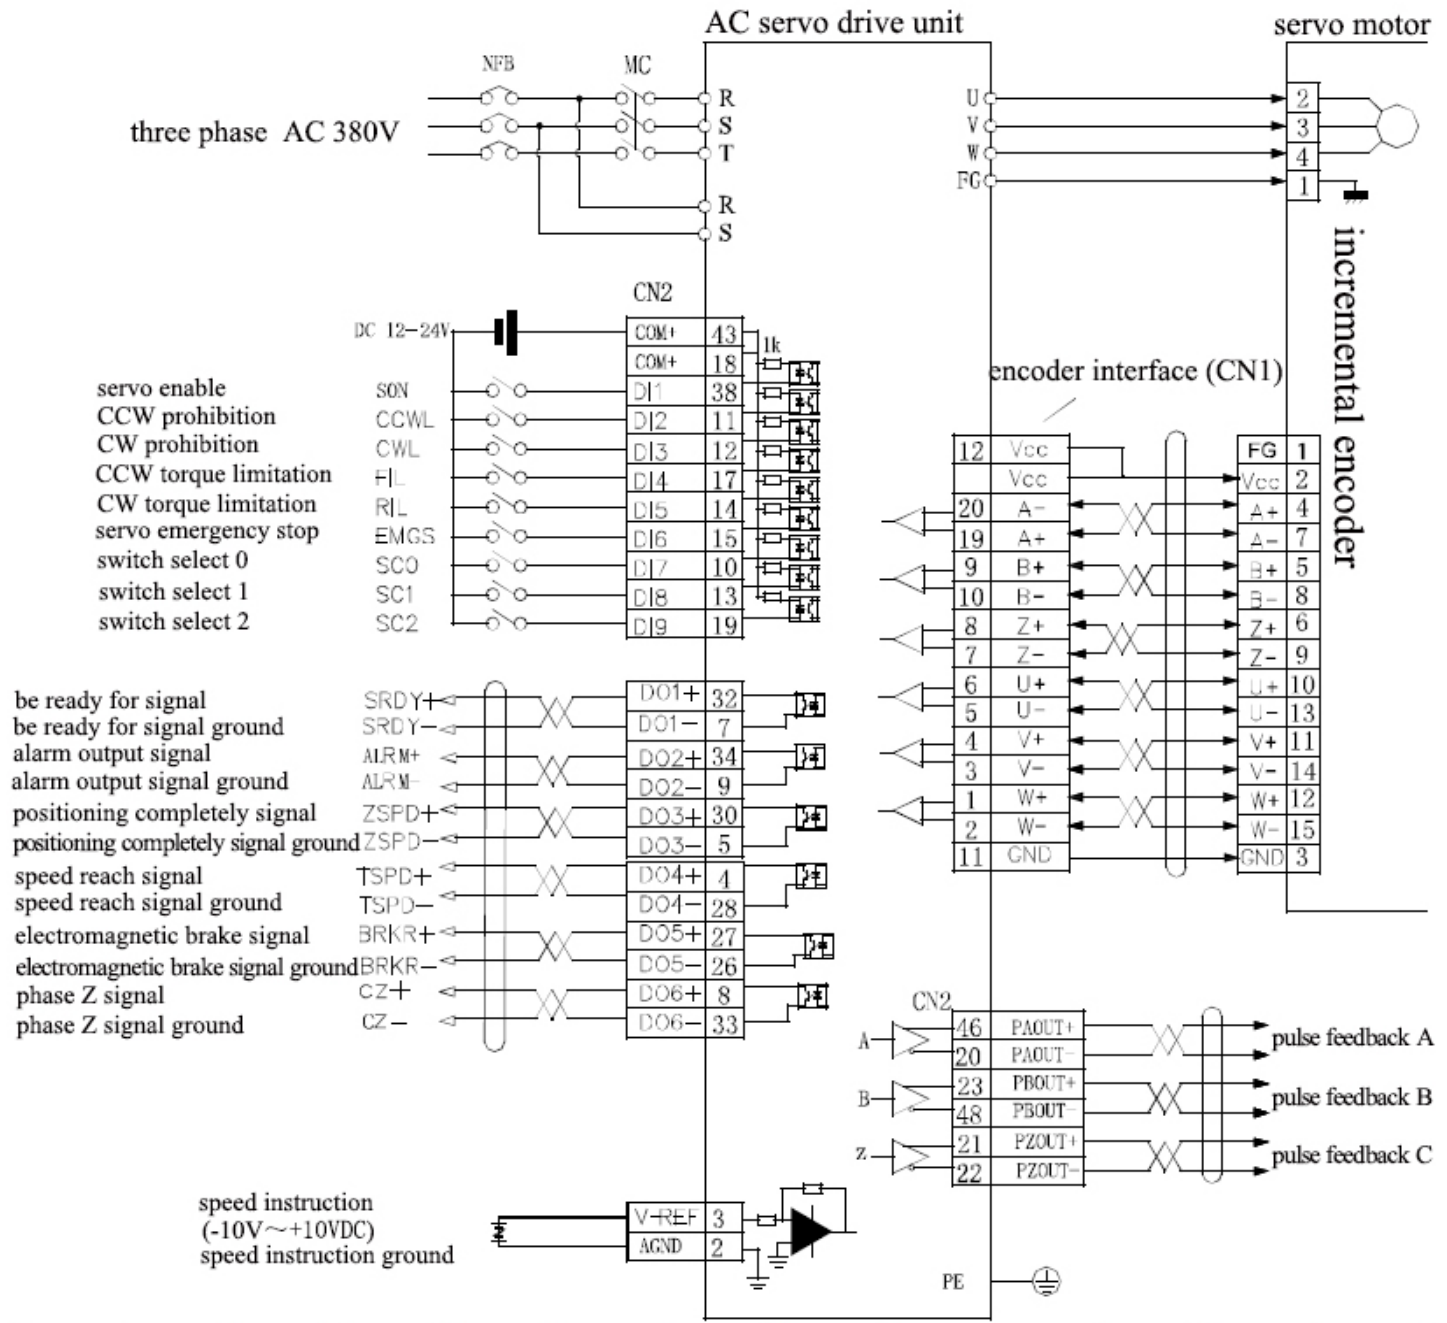 AC servo drive unit
servo motor
NFB
MC
three phase AC 380V
R
S
T
R
S
U
V
W
FG
2
3
4
1
incremental encoder
CN2
DC 12-24V
COM+ 43
COM+ 18
1k
servo enable SON DI1 38
CCW prohibition CCWL DI2 11
CW prohibition CWL DI3 12
CCW torque limitation FIL DI4 17
CW torque limitation RIL DI5 14
servo emergency stop EMGS DI6 15
switch select 0 SC0 DI7 10
switch select 1 SC1 DI8 13
switch select 2 SC2 DI9 19
encoder interface (CN1)
12 Vcc FG 1
Vcc Vcc 2
20 A- A+ 4
19 A+ A- 7
9 B+ B+ 5
10 B- B- 8
8 Z+ Z+ 6
7 Z- Z- 9
6 U+ U+ 10
5 U- U- 13
4 V+ V+ 11
3 V- V- 14
1 W+ W+ 12
2 W- W- 15
11 GND GND 3
be ready for signal SRDY+ DO1+ 32
be ready for signal ground SRDY- DO1- 7
alarm output signal ALRM+ DO2+ 34
alarm output signal ground ALRM- DO2- 9
positioning completely signal ZSPD+ DO3+ 30
positioning completely signal ground ZSPD- DO3- 5
speed reach signal TSPD+ DO4+ 4
speed reach signal ground TSPD- DO4- 28
electromagnetic brake signal BRKR+ DO5+ 27
electromagnetic brake signal ground BRKR- DO5- 26
phase Z signal CZ+ DO6+ 8
phase Z signal ground CZ- DO6- 33
CN2
A 46 PAOUT+ pulse feedback A
20 PAOUT-
B 23 PBOUT+ pulse feedback B
48 PBOUT-
Z 21 PZOUT+ pulse feedback C
22 PZOUT-
speed instruction
(-10V～+10VDC)
speed instruction ground
V-REF 3
AGND 2
PE